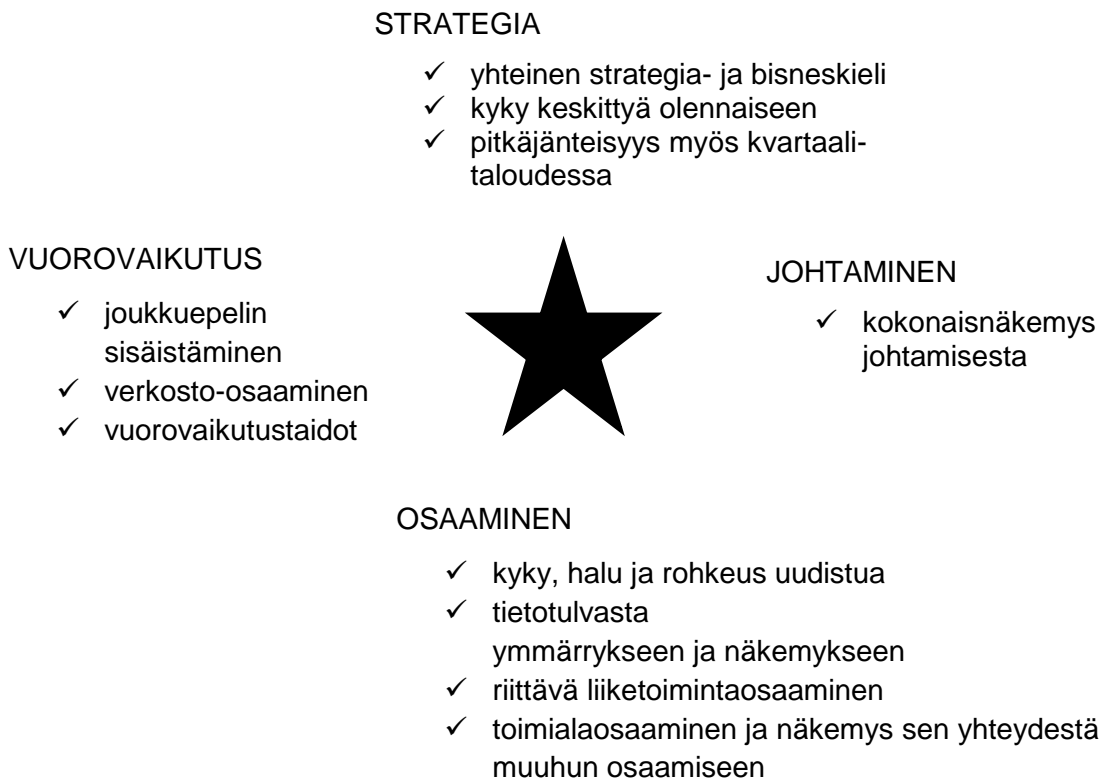 STRATEGIA
✓ yhteinen strategia- ja bisneskieli
✓ kyky keskittyä olennaiseen
✓ pitkäjänteisyys myös kvartaali-
taloudessa
VUOROVAIKUTUS
✓ joukkuepelin
sisäistäminen
✓ verkosto-osaaminen
✓ vuorovaikutustaidot
JOHTAMINEN
✓ kokonaisnäkemys
johtamisesta
OSAAMINEN
✓ kyky, halu ja rohkeus uudistua
✓ tietotulvasta
ymmärrykseen ja näkemykseen
✓ riittävä liiketoimintaosaaminen
✓ toimialaosaaminen ja näkemys sen yhteydestä
muuhun osaamiseen